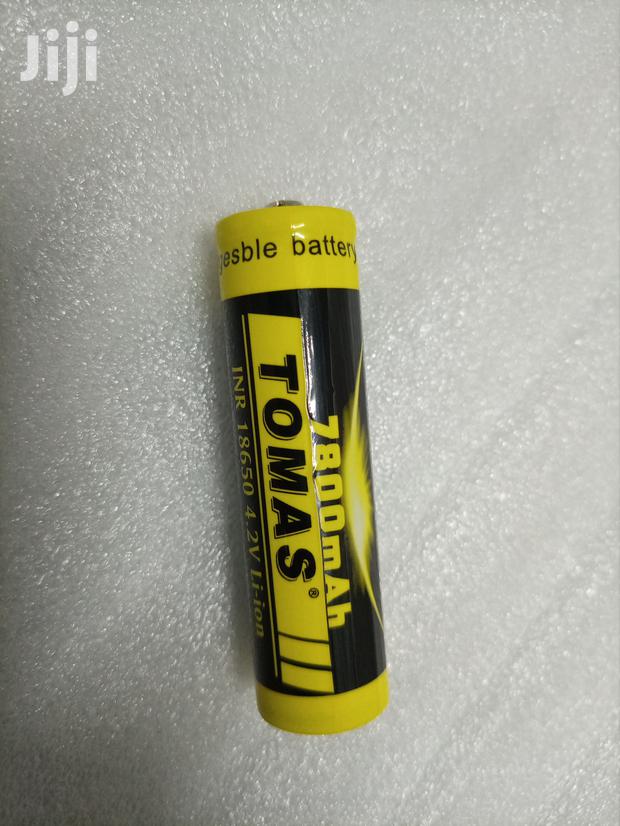 Jiji
gesble battery
TOMAS®
7800mAh
INR 18650 4.2V Li-ion